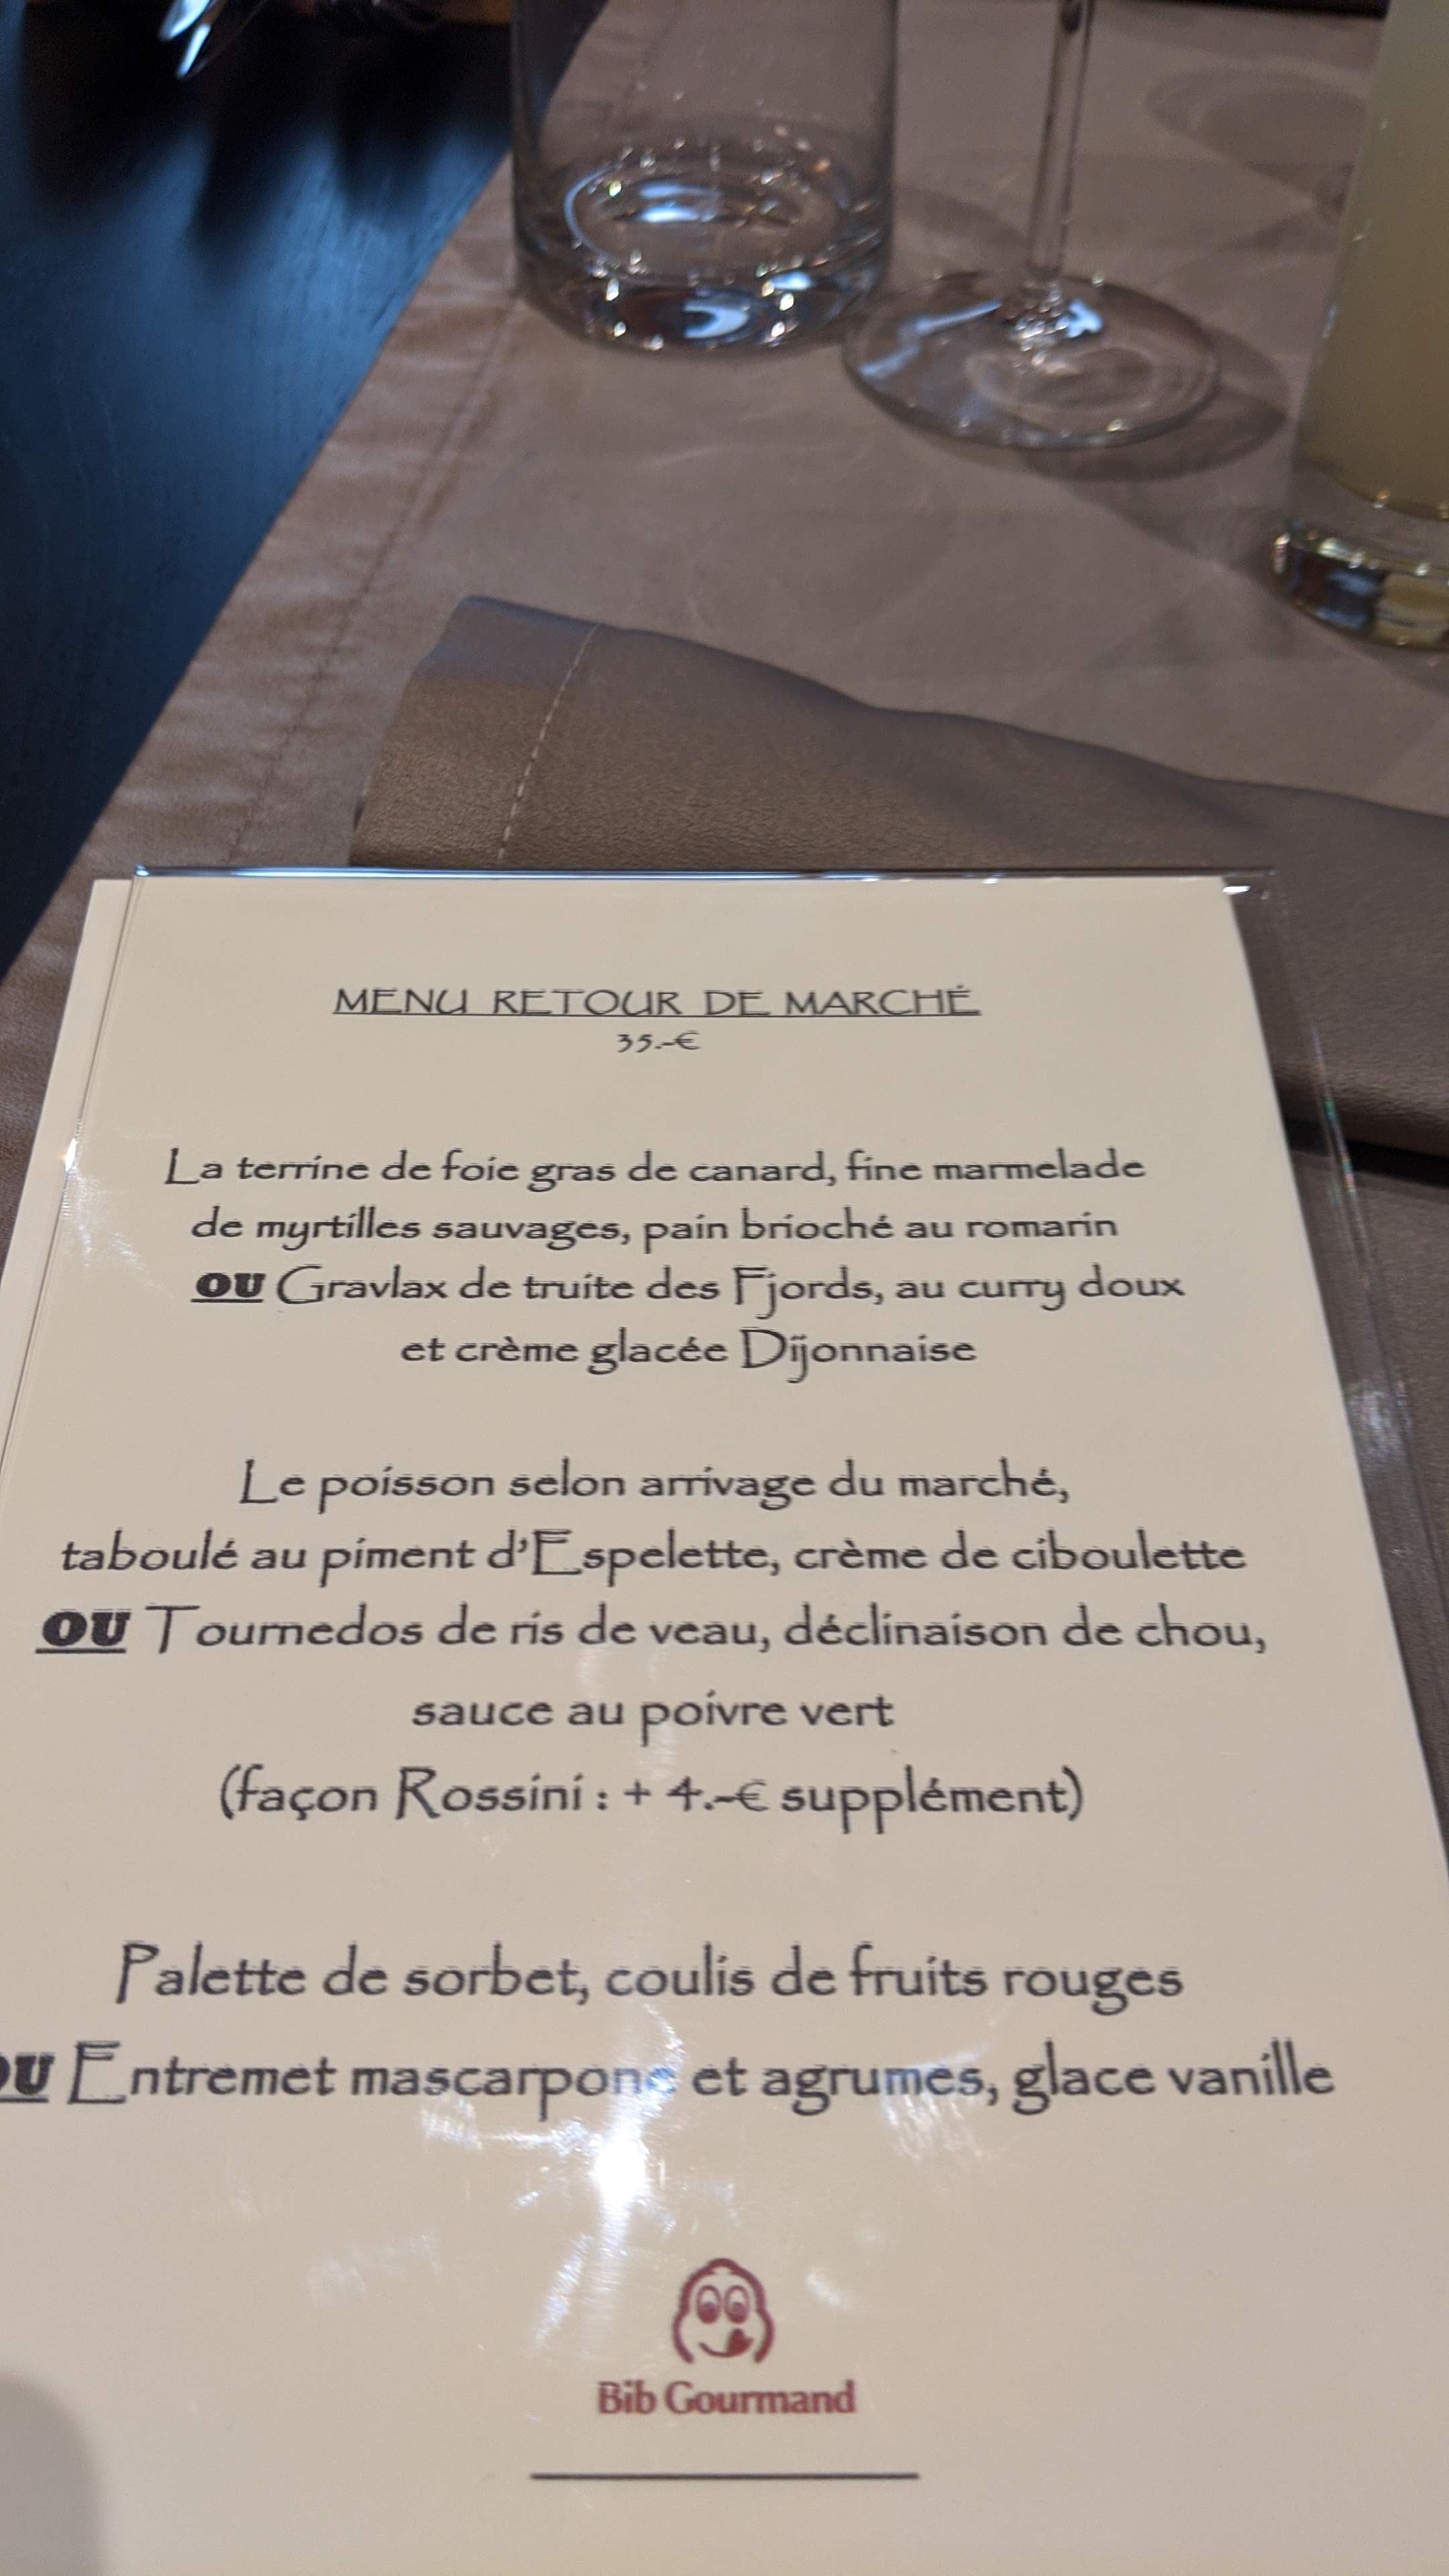 MENU RETOUR DE MARCHÉ
35.-€
La terrine de foie gras de canard, fine marmelade
de myrtilles sauvages, pain brioché au romarin
OU Gravlax de truite des Fjords, au curry doux
et crème glacée Dijonnaise
Le poisson selon arrivage du marché,
taboulé au piment d'Espelette, crème de ciboulette
OU Tournedos de ris de veau, déclinaison de chou,
sauce au poivre vert
(façon Rossini : + 4.-€ supplément)
Palette de sorbet, coulis de fruits rouges
OU Entremet mascarpone et agrumes, glace vanille
Bib Gourmand